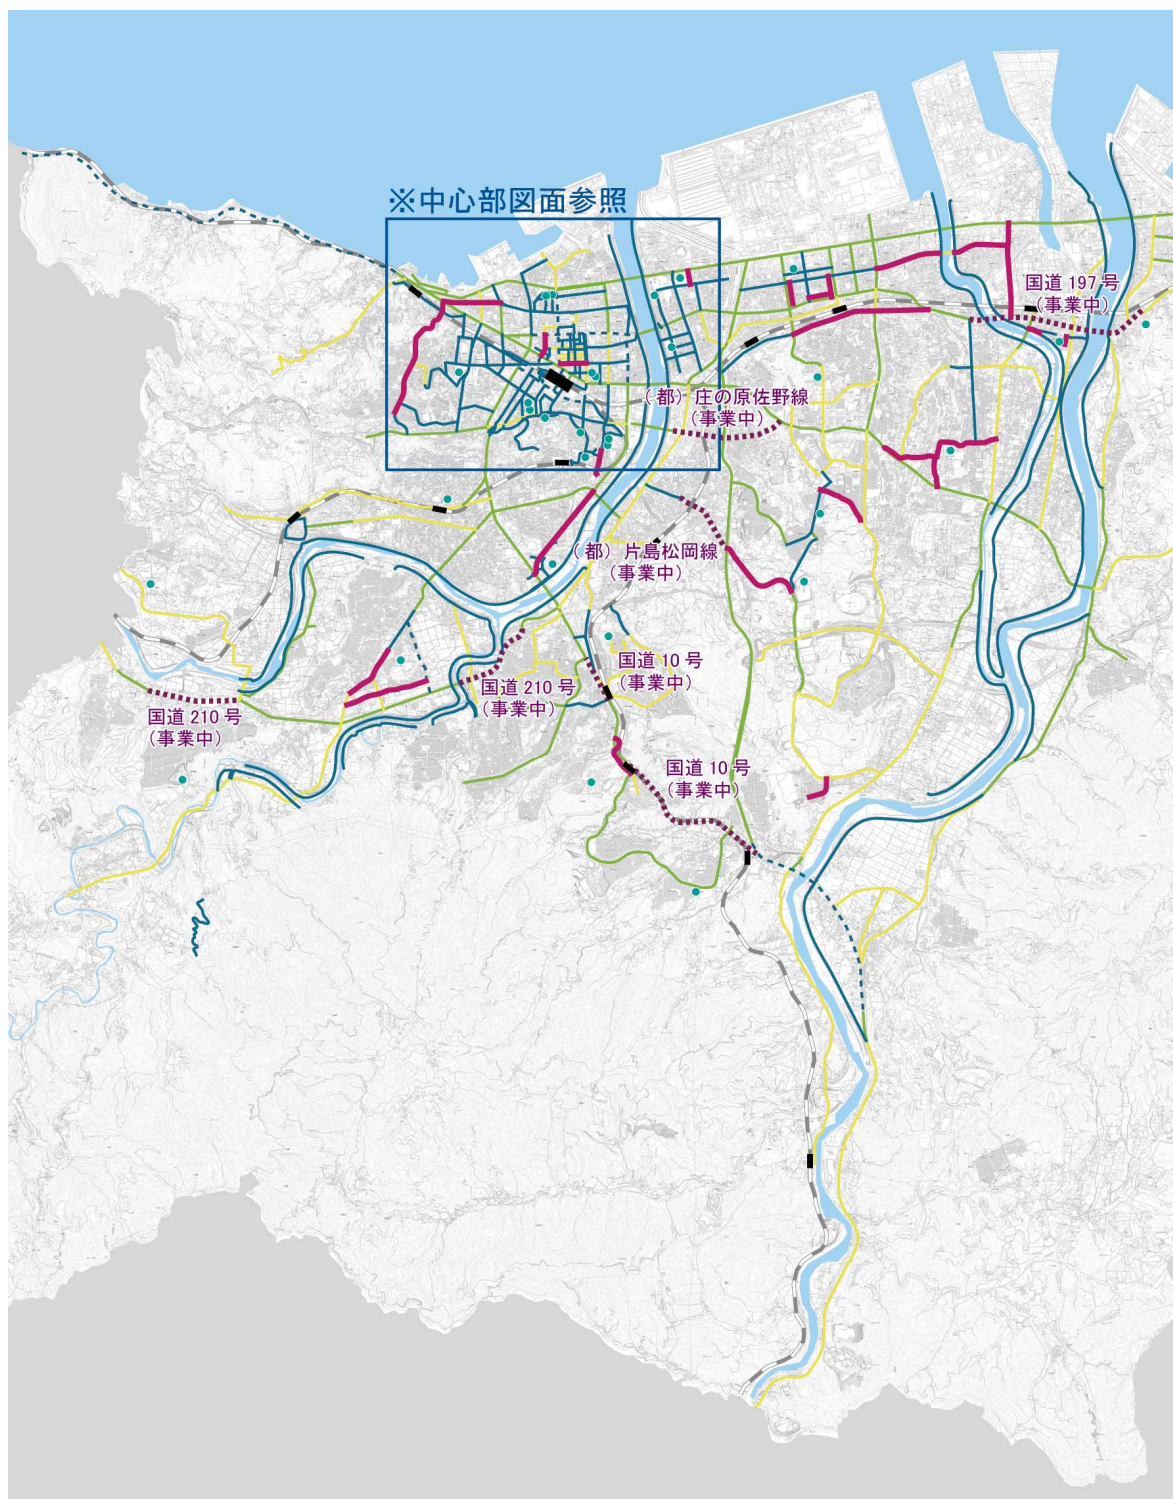 ※中心部図面参照
国道 197 号
（事業中）
（都）庄の原佐野線
（事業中）
（都）片島松岡線
（事業中）
国道 10 号
（事業中）
国道 210 号
（事業中）
国道 210 号
（事業中）
国道 10 号
（事業中）